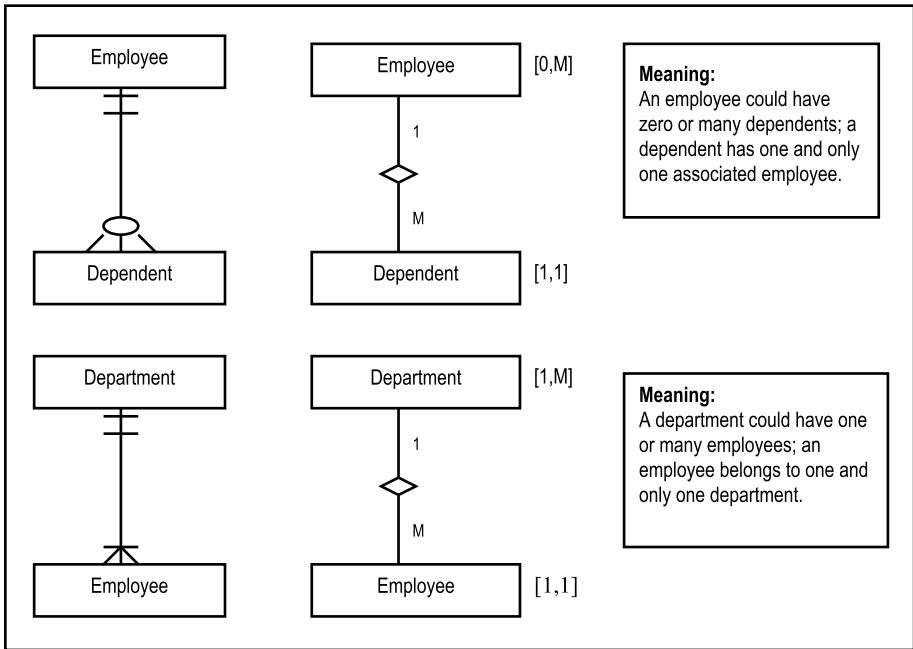 Employee
Employee
[0,M]
1
M
Dependent
Dependent
[1,1]
Meaning:
An employee could have
zero or many dependents; a
dependent has one and only
one associated employee.
Department
Department
[1,M]
1
M
Employee
Employee
[1,1]
Meaning:
A department could have one
or many employees; an
employee belongs to one and
only one department.